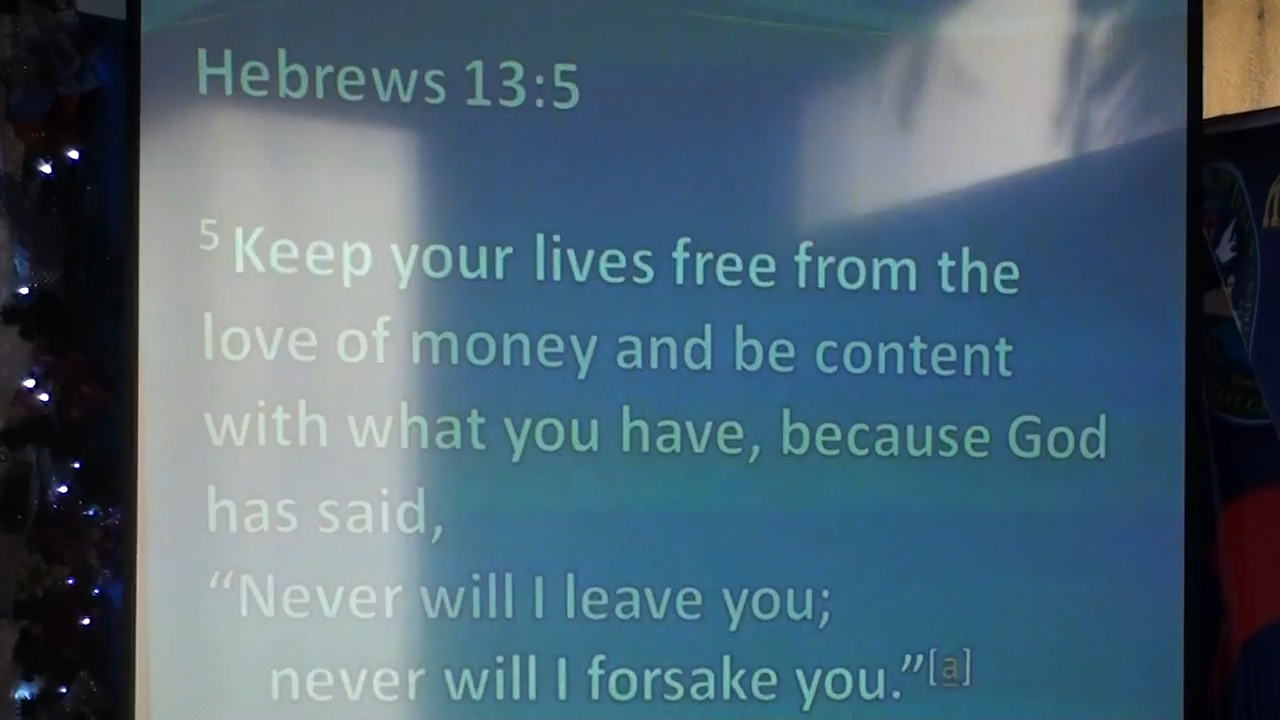 Hebrews 13:5
5 Keep your lives free from the
love of money and be content
with what you have, because God
has said,
“Never will I leave you;
never will I forsake you.”[a]